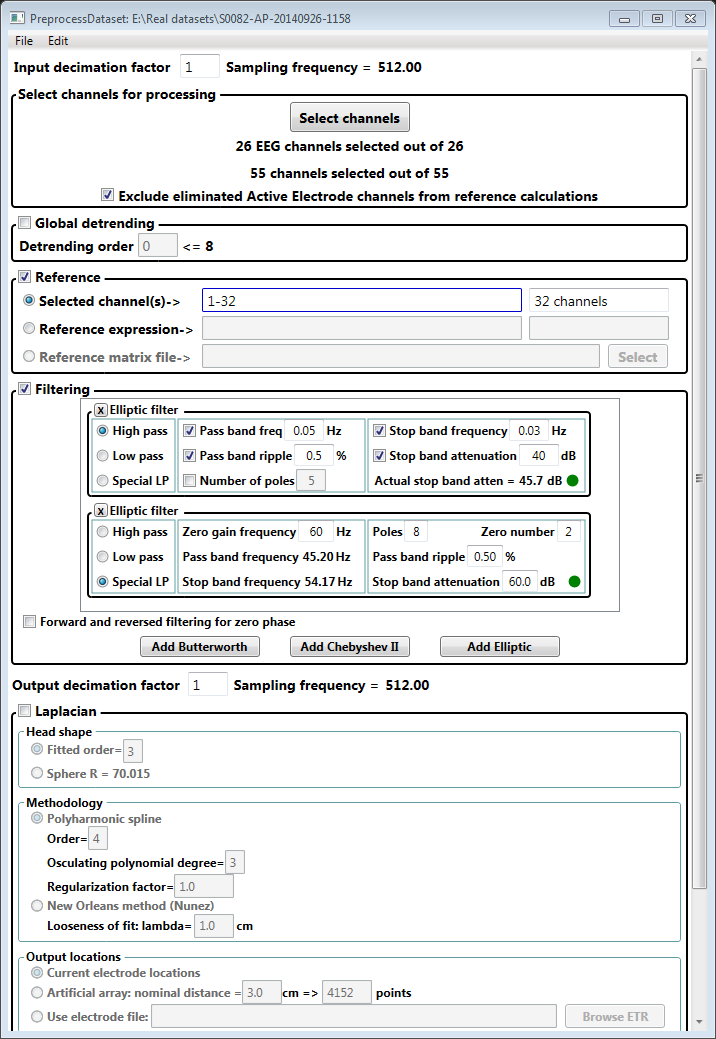 PreprocessDataset: E:\Real datasets\S0082-AP-20140926-1158
File Edit
Input decimation factor 1 Sampling frequency = 512.00
Select channels for processing
Select channels
26 EEG channels selected out of 26
55 channels selected out of 55
Exclude eliminated Active Electrode channels from reference calculations
Global detrending
Detrending order 0 <= 8
Reference
Selected channel(s)-> 1-32 32 channels
Reference expression->
Reference matrix file-> Select
Filtering
x Elliptic filter
High pass Pass band freq 0.05 Hz Stop band frequency 0.03 Hz
Low pass Pass band ripple 0.5 % Stop band attenuation 40 dB
Special LP Number of poles 5 Actual stop band atten = 45.7 dB
x Elliptic filter
High pass Zero gain frequency 60 Hz Poles 8 Zero number 2
Low pass Pass band frequency 45.20 Hz Pass band ripple 0.50 %
Special LP Stop band frequency 54.17 Hz Stop band attenuation 60.0 dB
Forward and reversed filtering for zero phase
Add Butterworth Add Chebyshev II Add Elliptic
Output decimation factor 1 Sampling frequency = 512.00
Laplacian
Head shape
Fitted order= 3
Sphere R = 70.015
Methodology
Polyharmonic spline
Order= 4
Osculating polynomial degree= 3
Regularization factor= 1.0
New Orleans method (Nunez)
Looseness of fit: lambda= 1.0 cm
Output locations
Current electrode locations
Artificial array: nominal distance = 3.0 cm => 4152 points
Use electrode file: Browse ETR